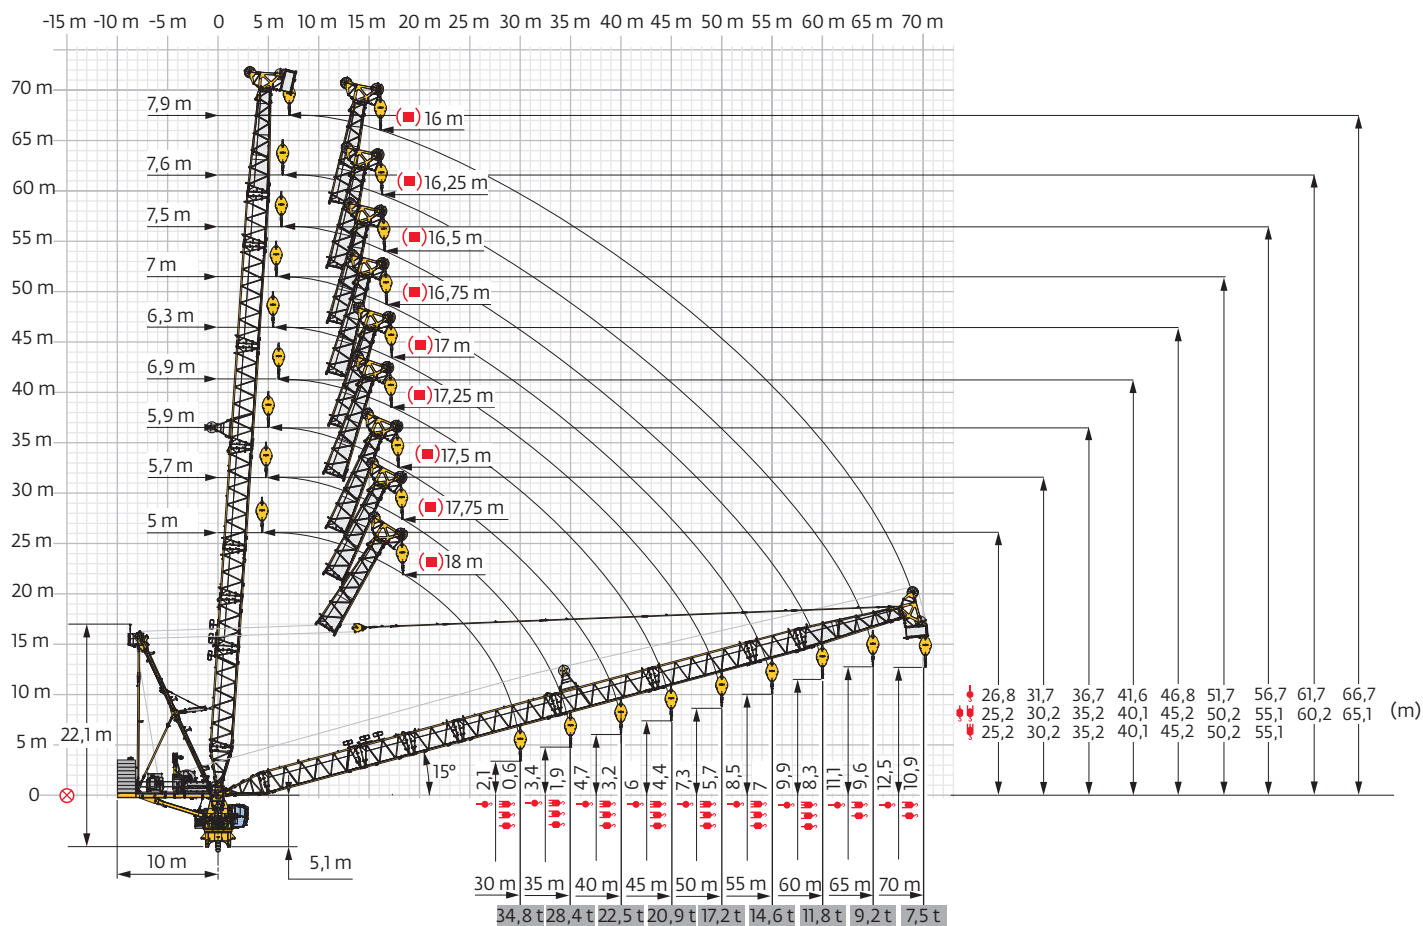 -15 m -10 m -5 m 0 5 m 10 m 15 m 20 m 25 m 30 m 35 m 40 m 45 m 50 m 55 m 60 m 65 m 70 m
70 m
65 m
60 m
55 m
50 m
45 m
40 m
35 m
30 m
25 m
20 m
15 m
10 m
5 m
0
7,9 m
7,6 m
7,5 m
7 m
6,3 m
6,9 m
5,9 m
5,7 m
5 m
(■) 16 m
(■) 16,25 m
(■) 16,5 m
(■) 16,75 m
(■) 17 m
(■) 17,25 m
(■) 17,5 m
(■) 17,75 m
(■) 18 m
22,1 m
10 m
5,1 m
15°
26,8 31,7 36,7 41,6 46,8 51,7 56,7 61,7 66,7
25,2 30,2 35,2 40,1 45,2 50,2 55,1 60,2 65,1 (m)
25,2 30,2 35,2 40,1 45,2 50,2 55,1
2,1 0,6 3,4 1,9 4,7 3,2 6 4,4 7,3 5,7 8,5 7 9,9 8,3 11,1 9,6 12,5 10,9
30 m 35 m 40 m 45 m 50 m 55 m 60 m 65 m 70 m
34,8 t 28,4 t 22,5 t 20,9 t 17,2 t 14,6 t 11,8 t 9,2 t 7,5 t